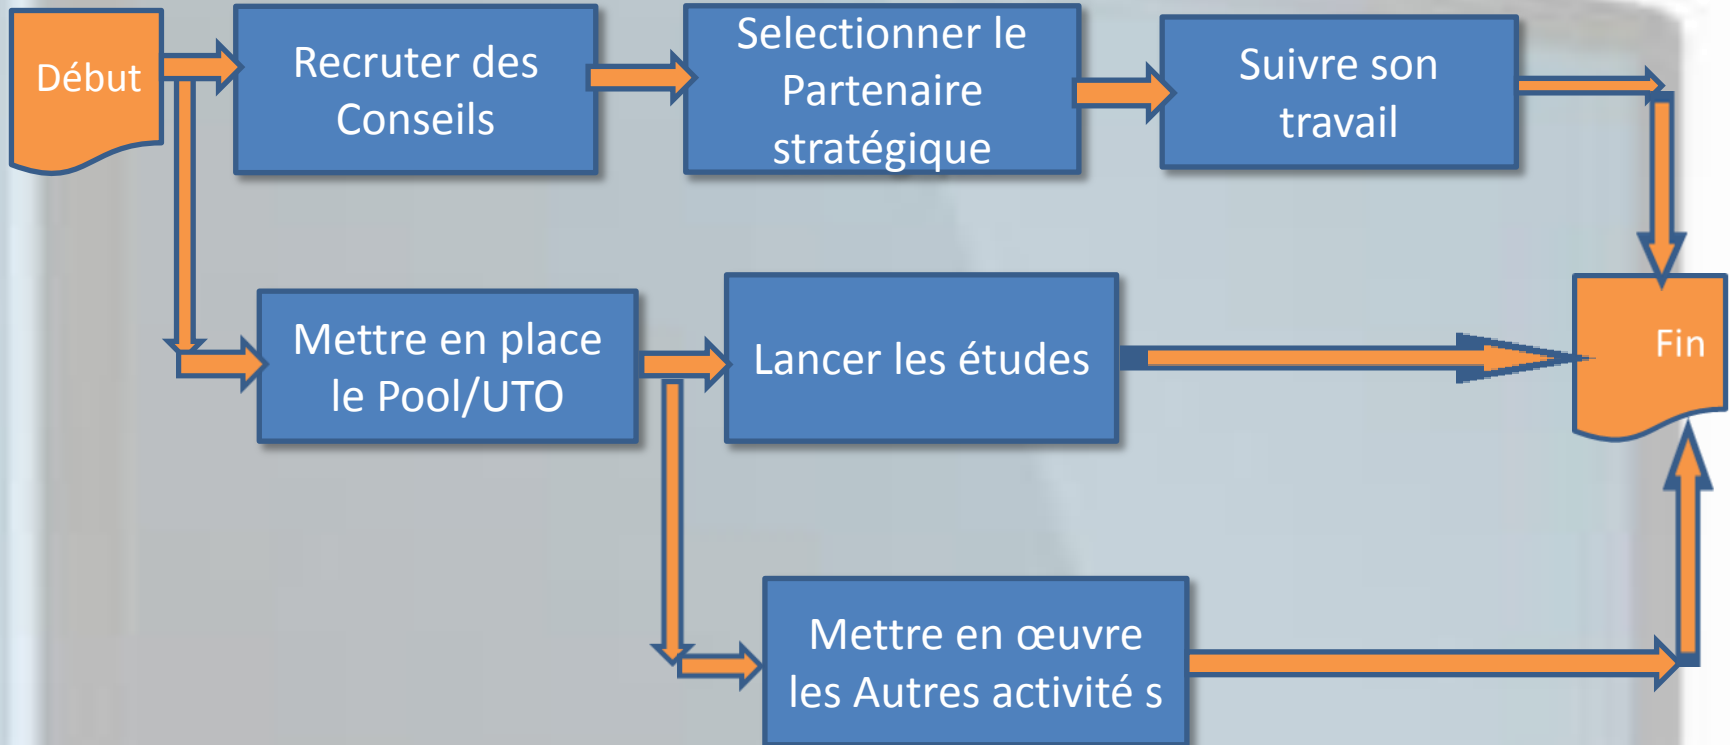 Début
Recruter des
Conseils
Selectionner le
Partenaire
stratégique
Suivre son
travail
Mettre en place
le Pool/UTO
Lancer les études
Fin
Mettre en œuvre
les Autres activité s